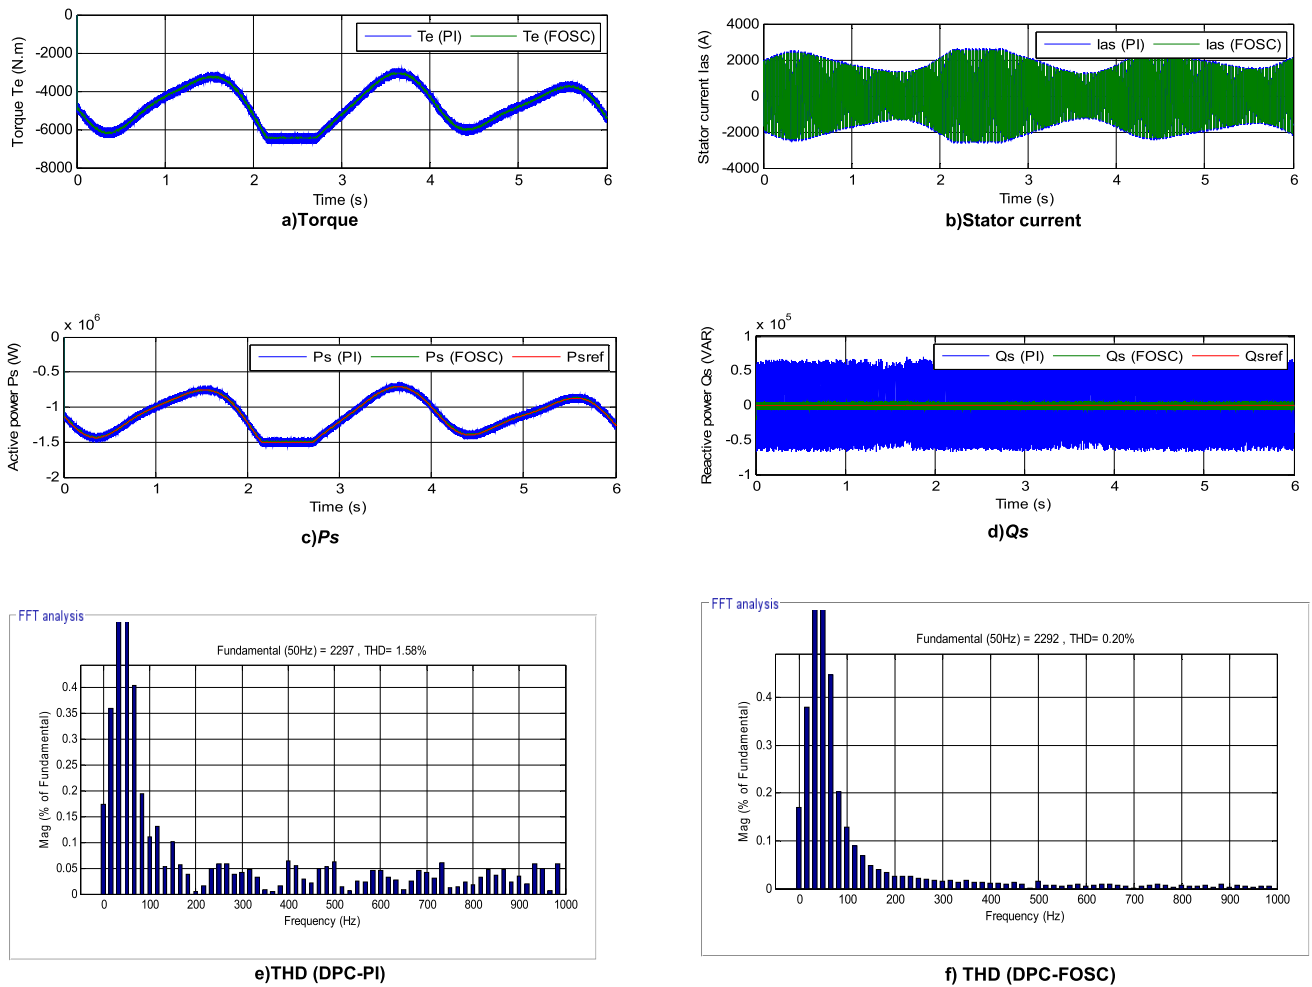 0
-2000
-4000
-6000
-8000
Torque Te (N.m)
Te (PI)
Te (FOSC)
0
1
2
3
4
5
6
Time (s)
a)Torque
4000
2000
0
-2000
-4000
Stator current Ias (A)
Ias (PI)
Ias (FOSC)
0
1
2
3
4
5
6
Time (s)
b)Stator current
x 10^6
0
-0.5
-1
-1.5
-2
Active power Ps (W)
Ps (PI)
Ps (FOSC)
Psref
0
1
2
3
4
5
6
Time (s)
c)Ps
x 10^5
1
0.5
0
-0.5
-1
Reactive power Qs (VAR)
Qs (PI)
Qs (FOSC)
Qsref
0
1
2
3
4
5
6
Time (s)
d)Qs
FFT analysis
Fundamental (50Hz) = 2297 , THD= 1.58%
0.4
0.35
0.3
0.25
0.2
0.15
0.1
0.05
0
Mag (% of Fundamental)
0
100
200
300
400
500
600
700
800
900
1000
Frequency (Hz)
e)THD (DPC-PI)
FFT analysis
Fundamental (50Hz) = 2292 , THD= 0.20%
0.4
0.3
0.2
0.1
0
Mag (% of Fundamental)
0
100
200
300
400
500
600
700
800
900
1000
Frequency (Hz)
f) THD (DPC-FOSC)